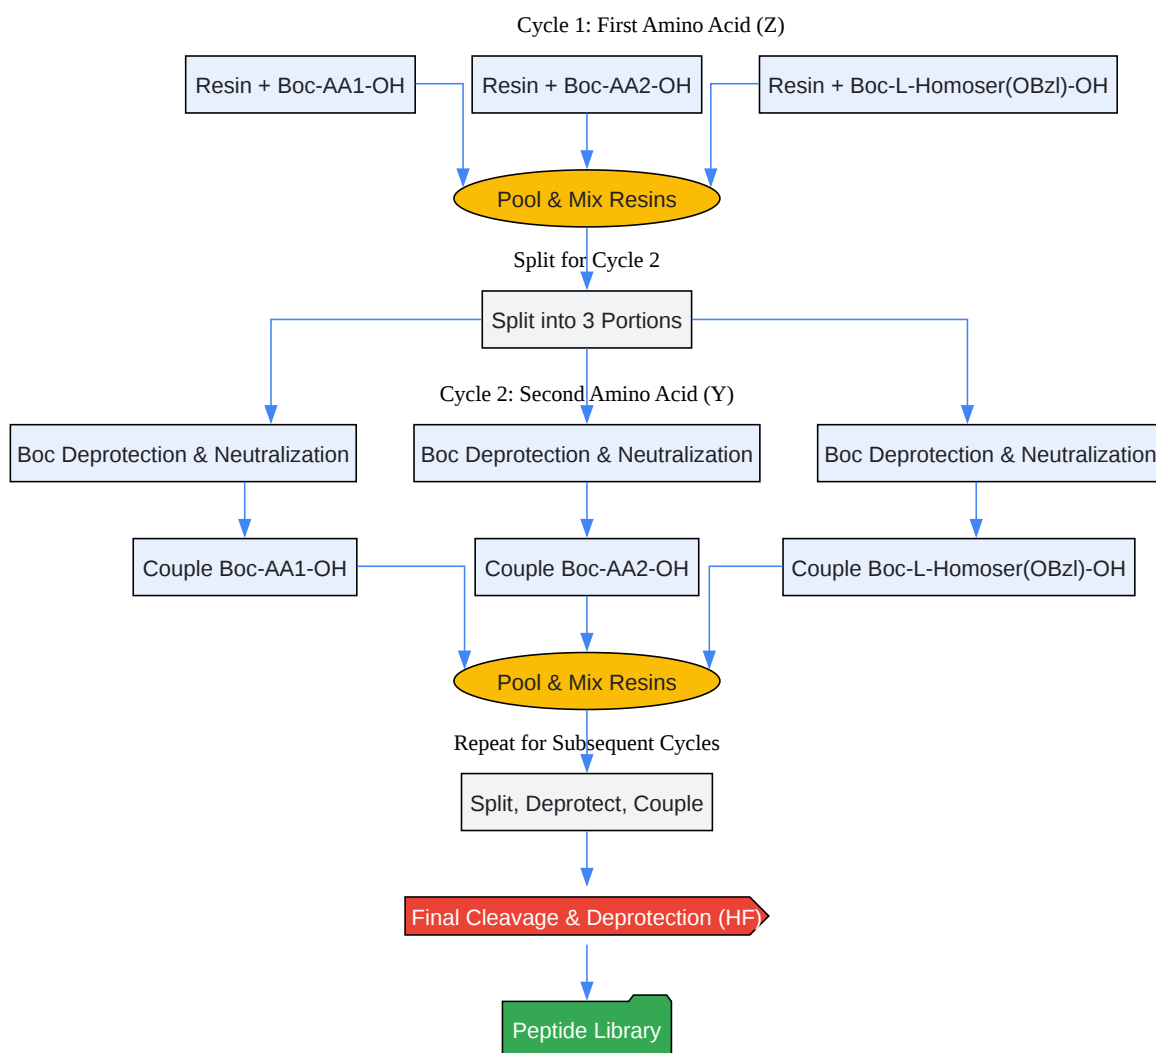 Cycle 1: First Amino Acid (Z)
Resin + Boc-AA1-OH
Resin + Boc-AA2-OH
Resin + Boc-L-Homoser(OBzl)-OH
Pool & Mix Resins
Split for Cycle 2
Split into 3 Portions
Cycle 2: Second Amino Acid (Y)
Boc Deprotection & Neutralization
Boc Deprotection & Neutralization
Boc Deprotection & Neutralization
Couple Boc-AA1-OH
Couple Boc-AA2-OH
Couple Boc-L-Homoser(OBzl)-OH
Pool & Mix Resins
Repeat for Subsequent Cycles
Split, Deprotect, Couple
Final Cleavage & Deprotection (HF)
Peptide Library